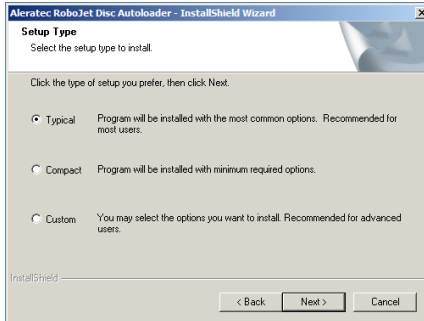 Aleratec RoboJet Disc Autoloader - InstallShield Wizard
Setup Type
Select the setup type to install.
Click the type of setup you prefer, then click Next.
Typical
Program will be installed with the most common options. Recommended for
most users.
Compact
Program will be installed with minimum required options.
Custom
You may select the options you want to install. Recommended for advanced
users.
InstallShield
< Back
Next >
Cancel